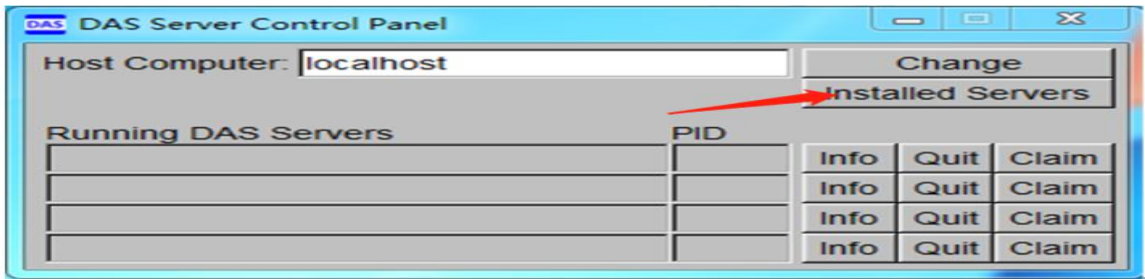 DAS DAS Server Control Panel
Host Computer: localhost Change
Installed Servers
Running DAS Servers PID
Info Quit Claim
Info Quit Claim
Info Quit Claim
Info Quit Claim